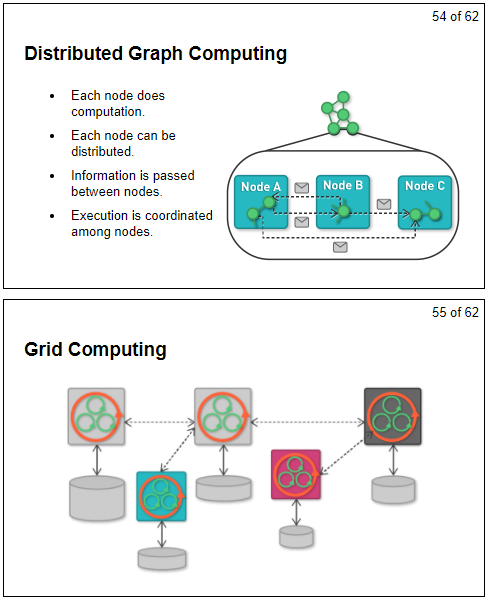 54 of 62
Distributed Graph Computing
• Each node does
computation.
• Each node can be
distributed.
• Information is passed
between nodes.
• Execution is coordinated
among nodes.
Node A
Node B
Node C
55 of 62
Grid Computing